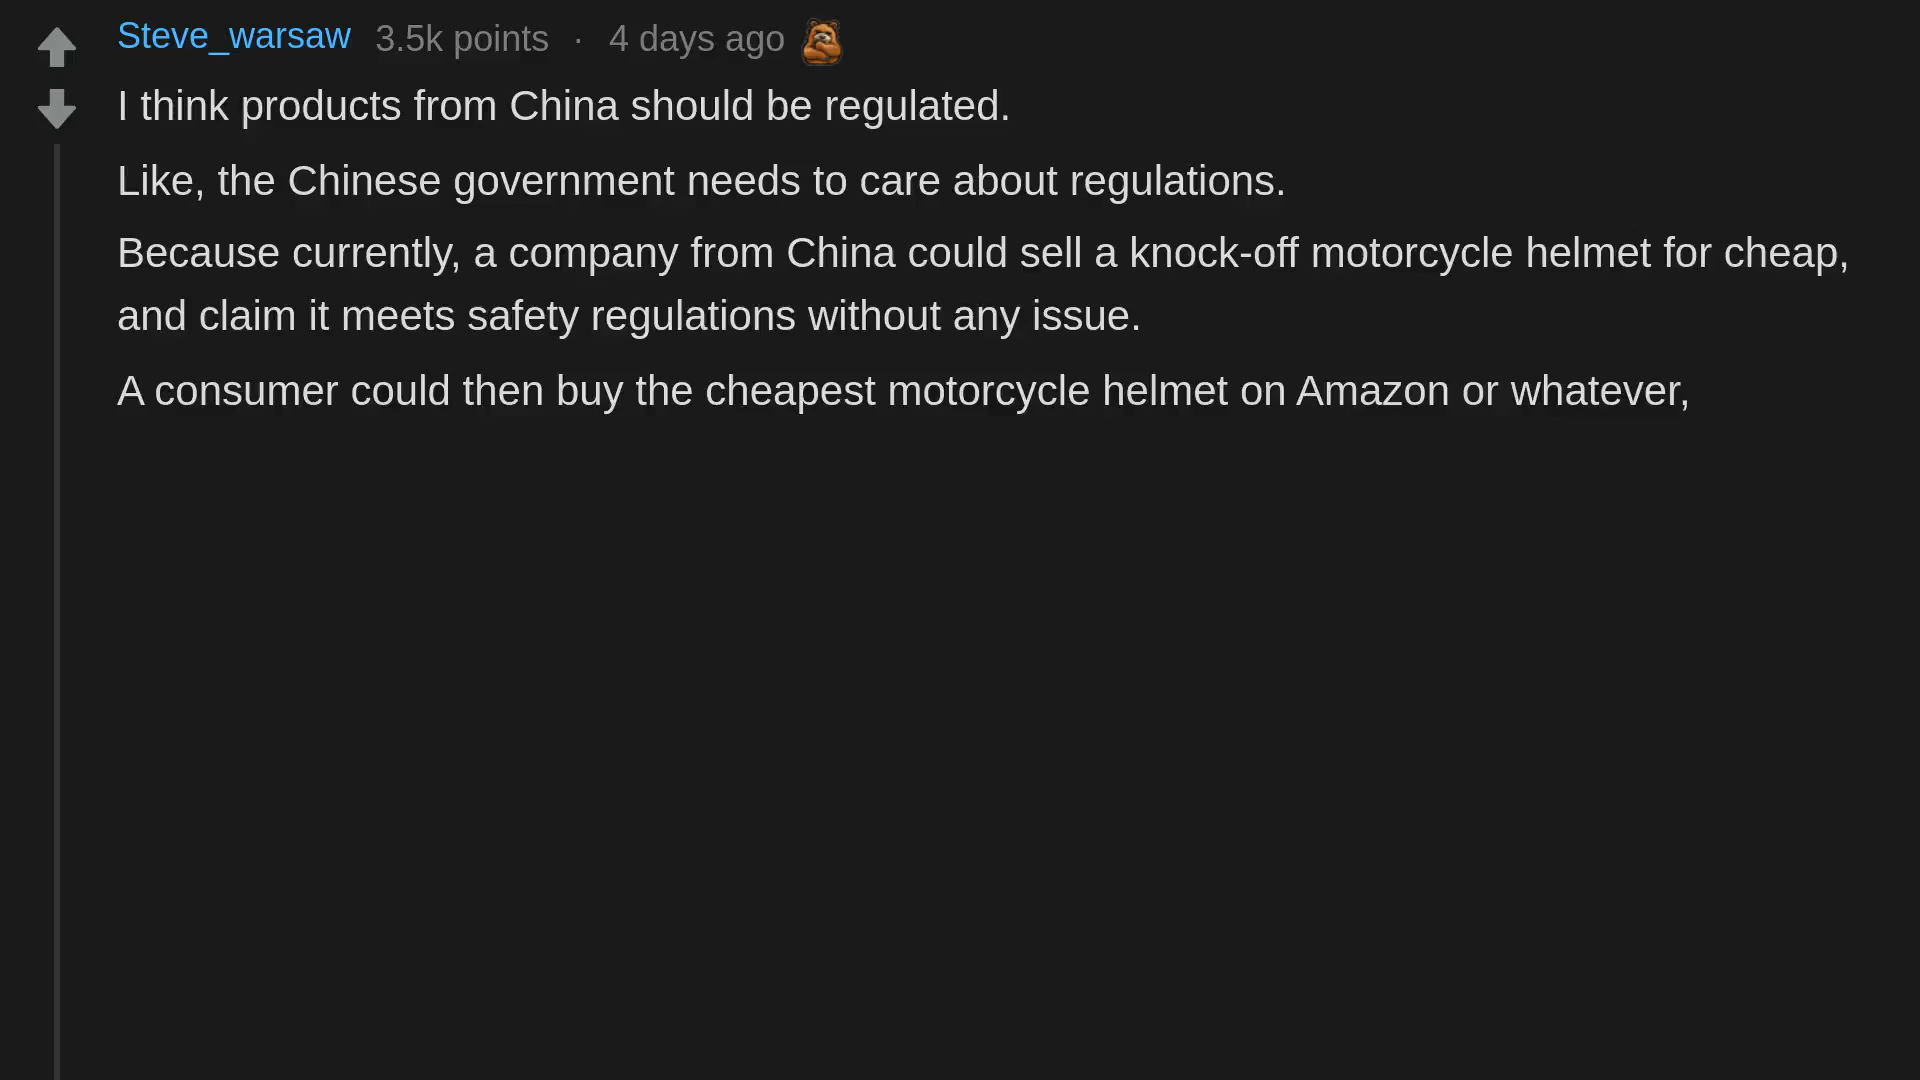 Steve_warsaw 3.5k points · 4 days ago
I think products from China should be regulated.
Like, the Chinese government needs to care about regulations.
Because currently, a company from China could sell a knock-off motorcycle helmet for cheap,
and claim it meets safety regulations without any issue.
A consumer could then buy the cheapest motorcycle helmet on Amazon or whatever,